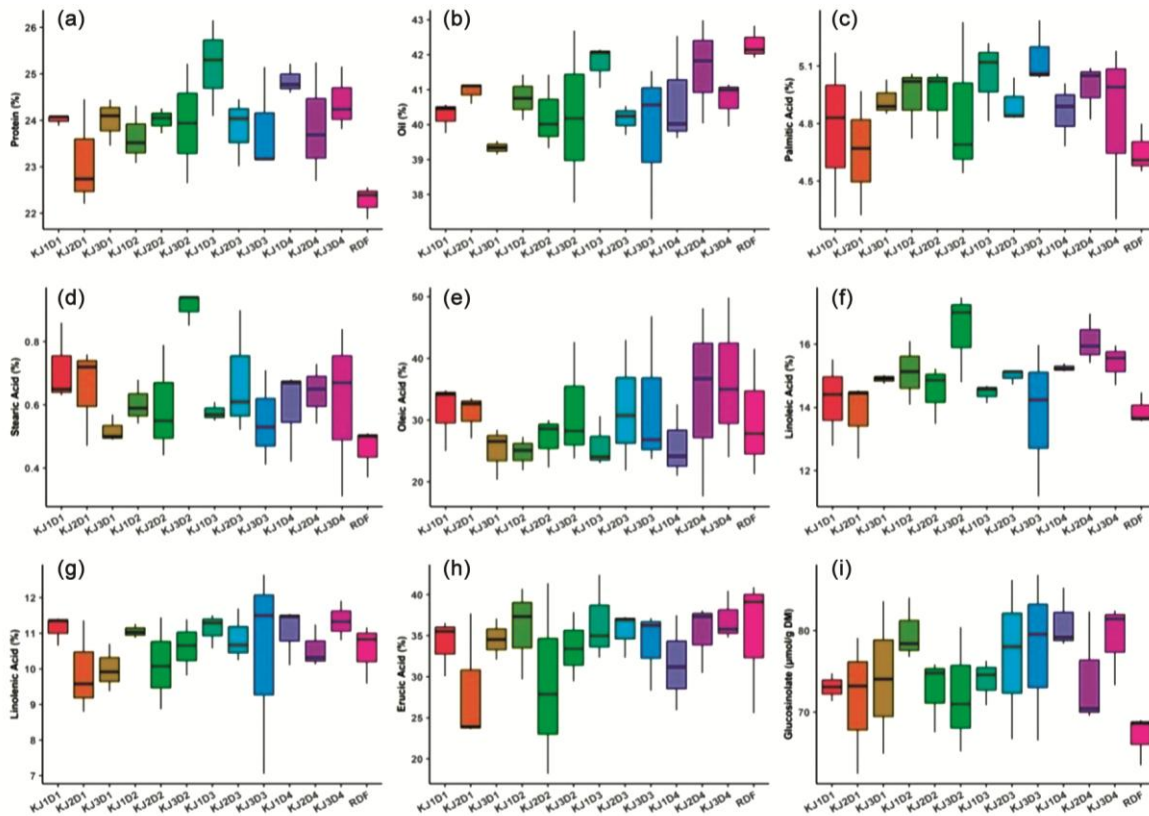 (a)
Protein (%)
26
25
24
23
22
KJ1D1 KJ2D1 KJ3D1 KJ1D2 KJ2D2 KJ3D2 KJ1D3 KJ2D3 KJ3D3 KJ1D4 KJ2D4 KJ3D4 RDF
(b)
Oil (%)
43
42
41
40
39
38
KJ1D1 KJ2D1 KJ3D1 KJ1D2 KJ2D2 KJ3D2 KJ1D3 KJ2D3 KJ3D3 KJ1D4 KJ2D4 KJ3D4 RDF
(c)
Palmitic Acid (%)
5.1
4.8
4.5
KJ1D1 KJ2D1 KJ3D1 KJ1D2 KJ2D2 KJ3D2 KJ1D3 KJ2D3 KJ3D3 KJ1D4 KJ2D4 KJ3D4 RDF
(d)
Stearic Acid (%)
0.8
0.6
0.4
KJ1D1 KJ2D1 KJ3D1 KJ1D2 KJ2D2 KJ3D2 KJ1D3 KJ2D3 KJ3D3 KJ1D4 KJ2D4 KJ3D4 RDF
(e)
Oleic Acid (%)
50
40
30
20
KJ1D1 KJ2D1 KJ3D1 KJ1D2 KJ2D2 KJ3D2 KJ1D3 KJ2D3 KJ3D3 KJ1D4 KJ2D4 KJ3D4 RDF
(f)
Linoleic Acid (%)
16
14
12
KJ1D1 KJ2D1 KJ3D1 KJ1D2 KJ2D2 KJ3D2 KJ1D3 KJ2D3 KJ3D3 KJ1D4 KJ2D4 KJ3D4 RDF
(g)
Linolenic Acid (%)
12
11
10
9
8
7
KJ1D1 KJ2D1 KJ3D1 KJ1D2 KJ2D2 KJ3D2 KJ1D3 KJ2D3 KJ3D3 KJ1D4 KJ2D4 KJ3D4 RDF
(h)
Erucic Acid (%)
40
35
30
25
20
KJ1D1 KJ2D1 KJ3D1 KJ1D2 KJ2D2 KJ3D2 KJ1D3 KJ2D3 KJ3D3 KJ1D4 KJ2D4 KJ3D4 RDF
(i)
Glucosinolate (μmol/g DM)
80
70
KJ1D1 KJ2D1 KJ3D1 KJ1D2 KJ2D2 KJ3D2 KJ1D3 KJ2D3 KJ3D3 KJ1D4 KJ2D4 KJ3D4 RDF